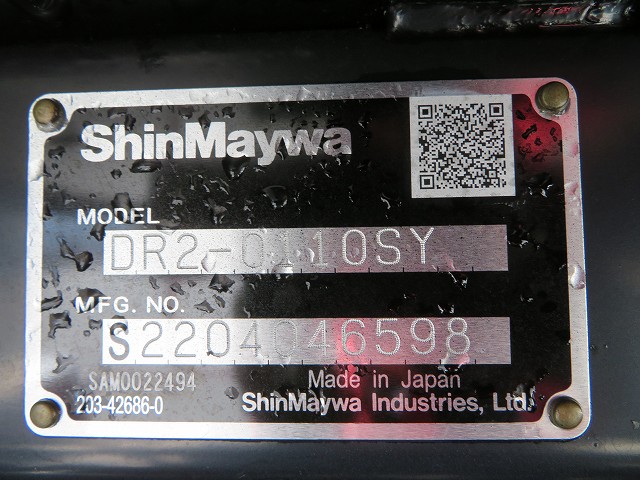 ShinMaywa
MODEL
DR2-0110SY
MFG. NO.
S2204046598
SAM0022494
203-42686-0
Made in Japan
ShinMaywa Industries, Ltd.